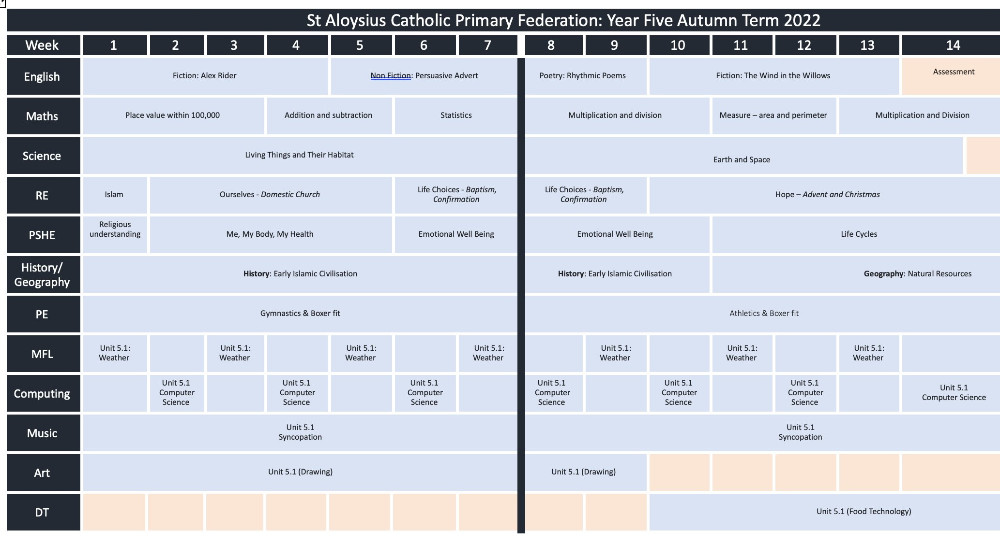 St Aloysius Catholic Primary Federation: Year Five Autumn Term 2022
Week 1 2 3 4 5 6 7 8 9 10 11 12 13 14
English
Fiction: Alex Rider
Non Fiction: Persuasive Advert
Poetry: Rhythmic Poems
Fiction: The Wind in the Willows
Assessment
Maths
Place value within 100,000
Addition and subtraction
Statistics
Multiplication and division
Measure – area and perimeter
Multiplication and Division
Science
Living Things and Their Habitat
Earth and Space
RE
Islam
Ourselves - Domestic Church
Life Choices - Baptism,
Confirmation
Life Choices - Baptism,
Confirmation
Hope – Advent and Christmas
PSHE
Religious
understanding
Me, My Body, My Health
Emotional Well Being
Emotional Well Being
Life Cycles
History/
Geography
History: Early Islamic Civilisation
History: Early Islamic Civilisation
Geography: Natural Resources
PE
Gymnastics & Boxer fit
Athletics & Boxer fit
MFL
Unit 5.1:
Weather
Unit 5.1:
Weather
Unit 5.1:
Weather
Unit 5.1:
Weather
Unit 5.1:
Weather
Unit 5.1:
Weather
Unit 5.1:
Weather
Computing
Unit 5.1
Computer
Science
Unit 5.1
Computer
Science
Unit 5.1
Computer
Science
Unit 5.1
Computer
Science
Unit 5.1
Computer
Science
Unit 5.1
Computer
Science
Unit 5.1
Computer Science
Music
Unit 5.1
Syncopation
Unit 5.1
Syncopation
Art
Unit 5.1 (Drawing)
Unit 5.1 (Drawing)
DT
Unit 5.1 (Food Technology)